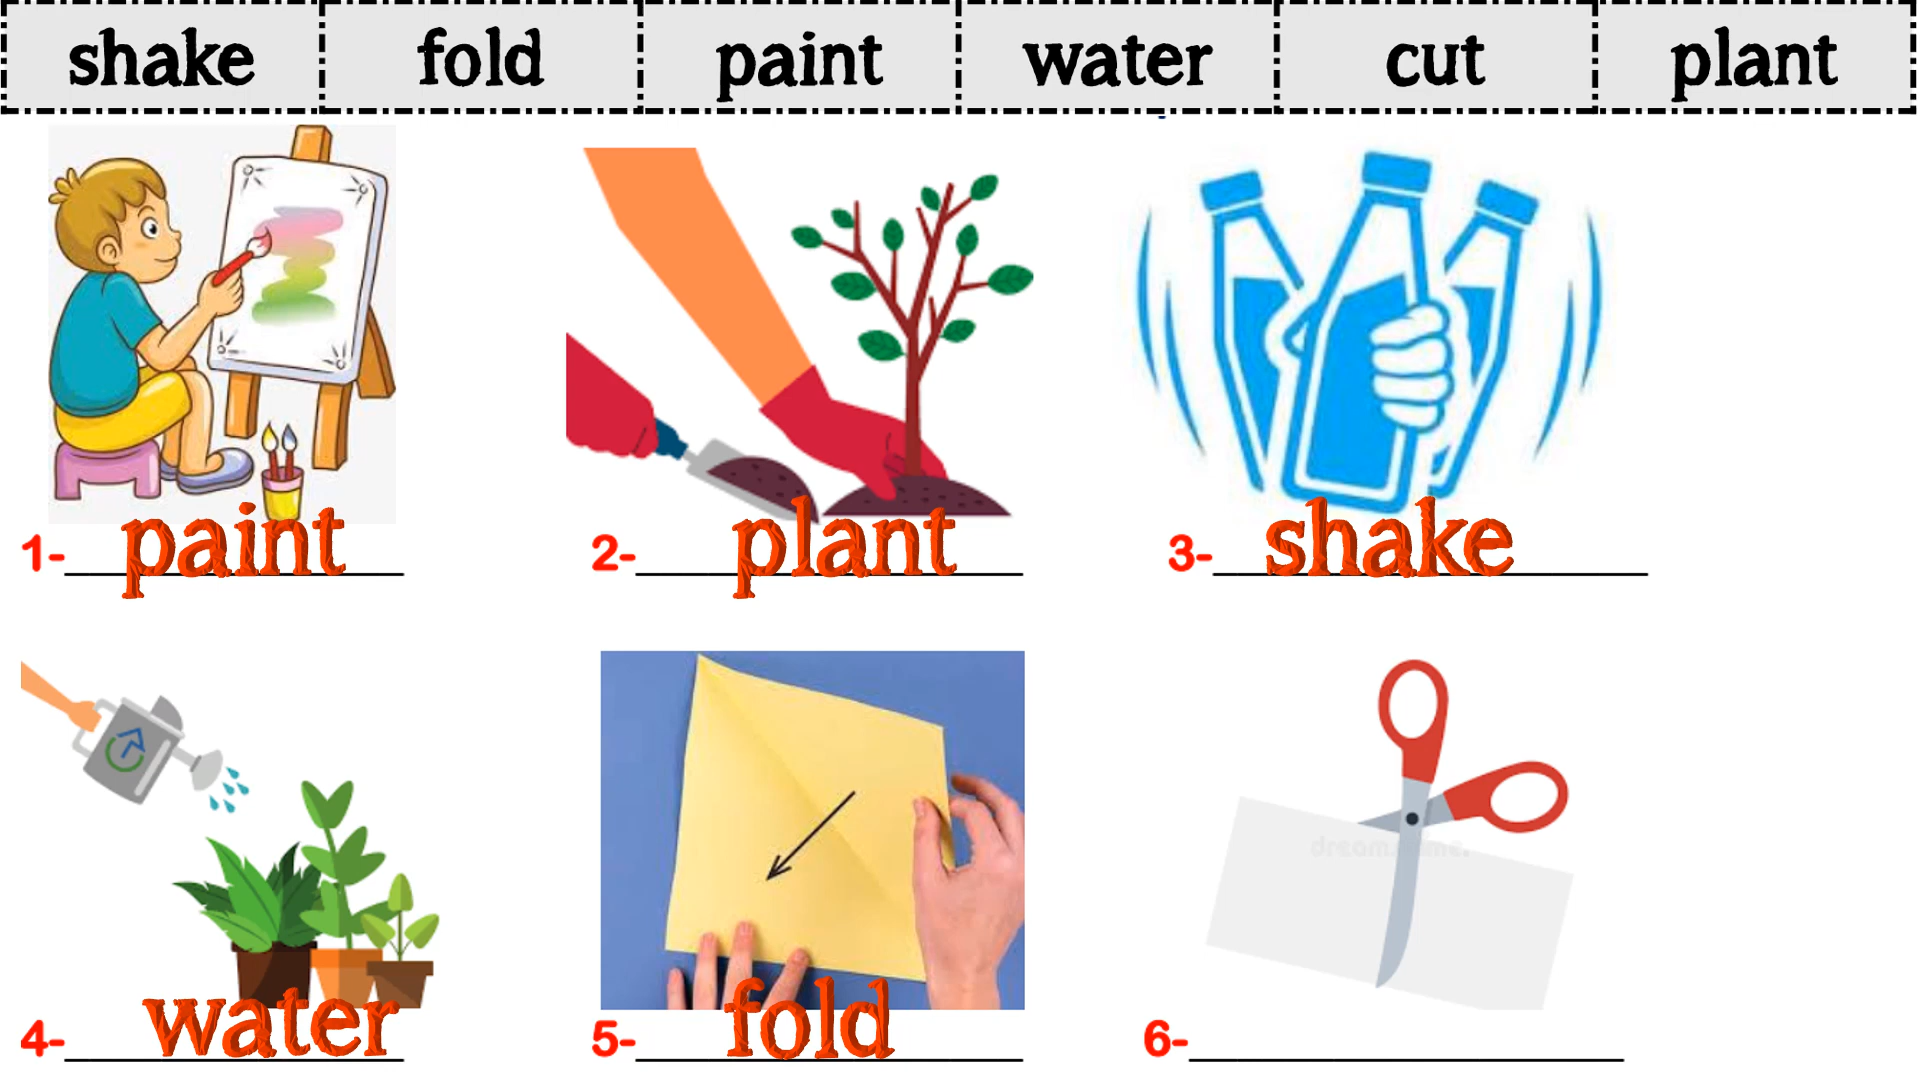 shake fold paint water cut plant
1- paint 2- plant 3- shake
4- water 5- fold 6-